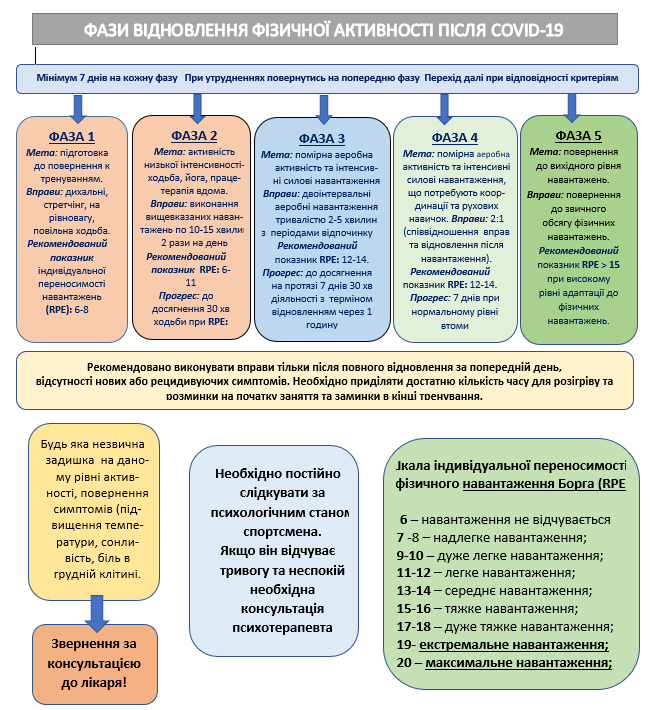 ФАЗИ ВІДНОВЛЕННЯ ФІЗИЧНОЇ АКТИВНОСТІ ПІСЛЯ COVID-19
Мінімум 7 днів на кожну фазу При утрудненнях повернутись на попередню фазу Перехід далі при відповідності критеріям
ФАЗА 1
Мета: підготовка
до повернення к
тренуванням.
Вправи: дихальні,
стретчінг, на
рівновагу,
повільна ходьба.
Рекомендований
показник
індивідуальної
переносимості
навантажень
(RPE): 6-8
ФАЗА 2
Мета: активність
низької інтенсивності-
ходьба, йога, праце-
терапія вдома.
Вправи: виконання
вищевказаних наван-
тажень по 10-15 хвилин
2 рази на день
Рекомендований
показник RPE: 6-
11
Прогрес: до
досягнення 30 хв
ходьби при RPE:
ФАЗА 3
Мета: помірна аеробна
активність та інтенсив-
ні силові навантаження
Вправи: двоінтервальні
аеробні навантаження
тривалістю 2-5 хвилин
з періодами відпочинку
Рекомендований
показник RPE: 12-14.
Прогрес: до досягнення
на протязі 7 днів 30 хв
діяльності з терміном
відновленням через 1
годину
ФАЗА 4
Мета: помірна аеробна
активність та інтенсивні
силові навантаження,
що потребують коор-
динації та рухових
навичок. Вправи: 2:1
(співвідношення вправ
та відновлення після
навантаження).
Рекомендований
показник RPE: 12-14.
Прогрес: 7 днів при
нормальному рівні
втоми
ФАЗА 5
Мета: повернення
до вихідного рівня
навантажень.
Вправи: повернення
до звичного
обсягу фізичних
навантажень.
Рекомендований
показник RPE > 15
при високому
рівні адаптації до
фізичних
навантажень.
Рекомендовано виконувати вправи тільки після повного відновлення за попередній день,
відсутності нових або рецидивуючих симптомів. Необхідно приділяти достатню кількість часу для розігріву та
розминки на початку заняття та заминки в кінці тренування.
Будь яка незвична
задишка на дано-
му рівні актив-
ності, повернення
симптомів (під-
вищення темпе-
ратури, сонли-
вість, біль в
грудній клітині.
Звернення за
консультацією
до лікаря!
Необхідно постійно
слідкувати за
психологічним станом
спортсмена.
Якщо він відчуває
тривогу та неспокій
необхідна
консультація
психотерапевта
Шкала індивідуальної переносимості
фізичного навантаження Борга (RPE
6 – навантаження не відчувається
7 -8 – надлегке навантаження;
9-10 – дуже легке навантаження;
11-12 – легке навантаження;
13-14 – середнє навантаження;
15-16 – тяжке навантаження;
17-18 – дуже тяжке навантаження;
19- екстремальне навантаження;
20 – максимальне навантаження;